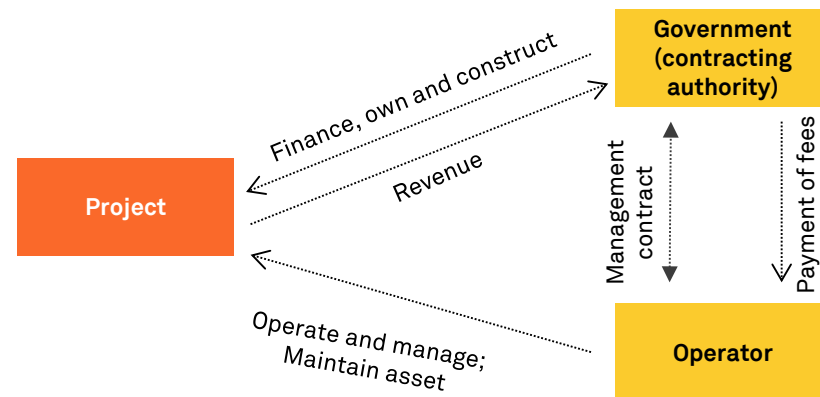 Government
(contracting
authority)
Finance, own and construct
Revenue
Project
Management
contract
Payment of fees
Operate and manage;
Maintain asset
Operator